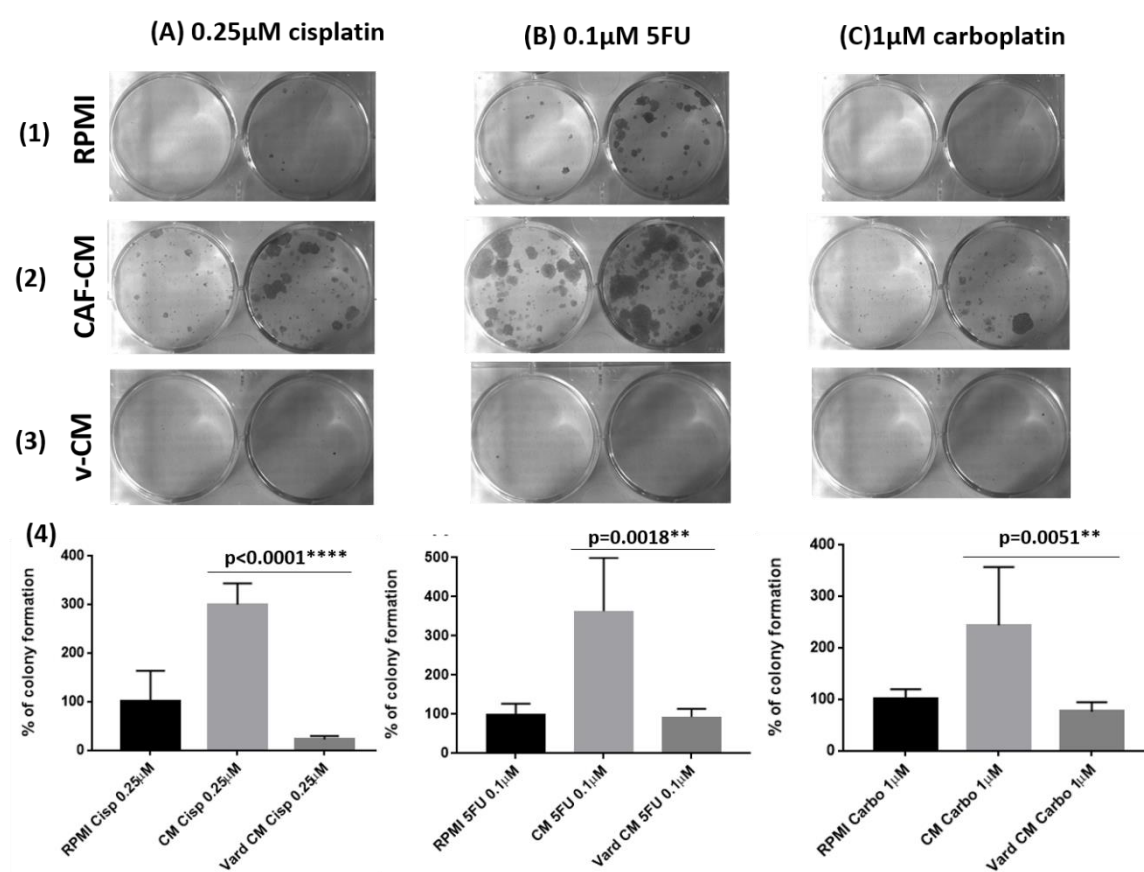 (A) 0.25μM cisplatin
(B) 0.1μM 5FU
(C)1μM carboplatin
(1) RPMI
(2) CAF-CM
(3) v-CM
(4)
% of colony formation
400
300
200
100
0
p<0.0001****
RPMI Cisp 0.25μM
CM Cisp 0.25μM
Vard CM Cisp 0.25μM
% of colony formation
500
400
300
200
100
0
p=0.0018**
RPMI 5FU 0.1μM
CM 5FU 0.1μM
Vard CM 5FU 0.1μM
% of colony formation
400
300
200
100
0
p=0.0051**
RPMI Carbo 1μM
CM Carbo 1μM
Vard CM Carbo 1μM